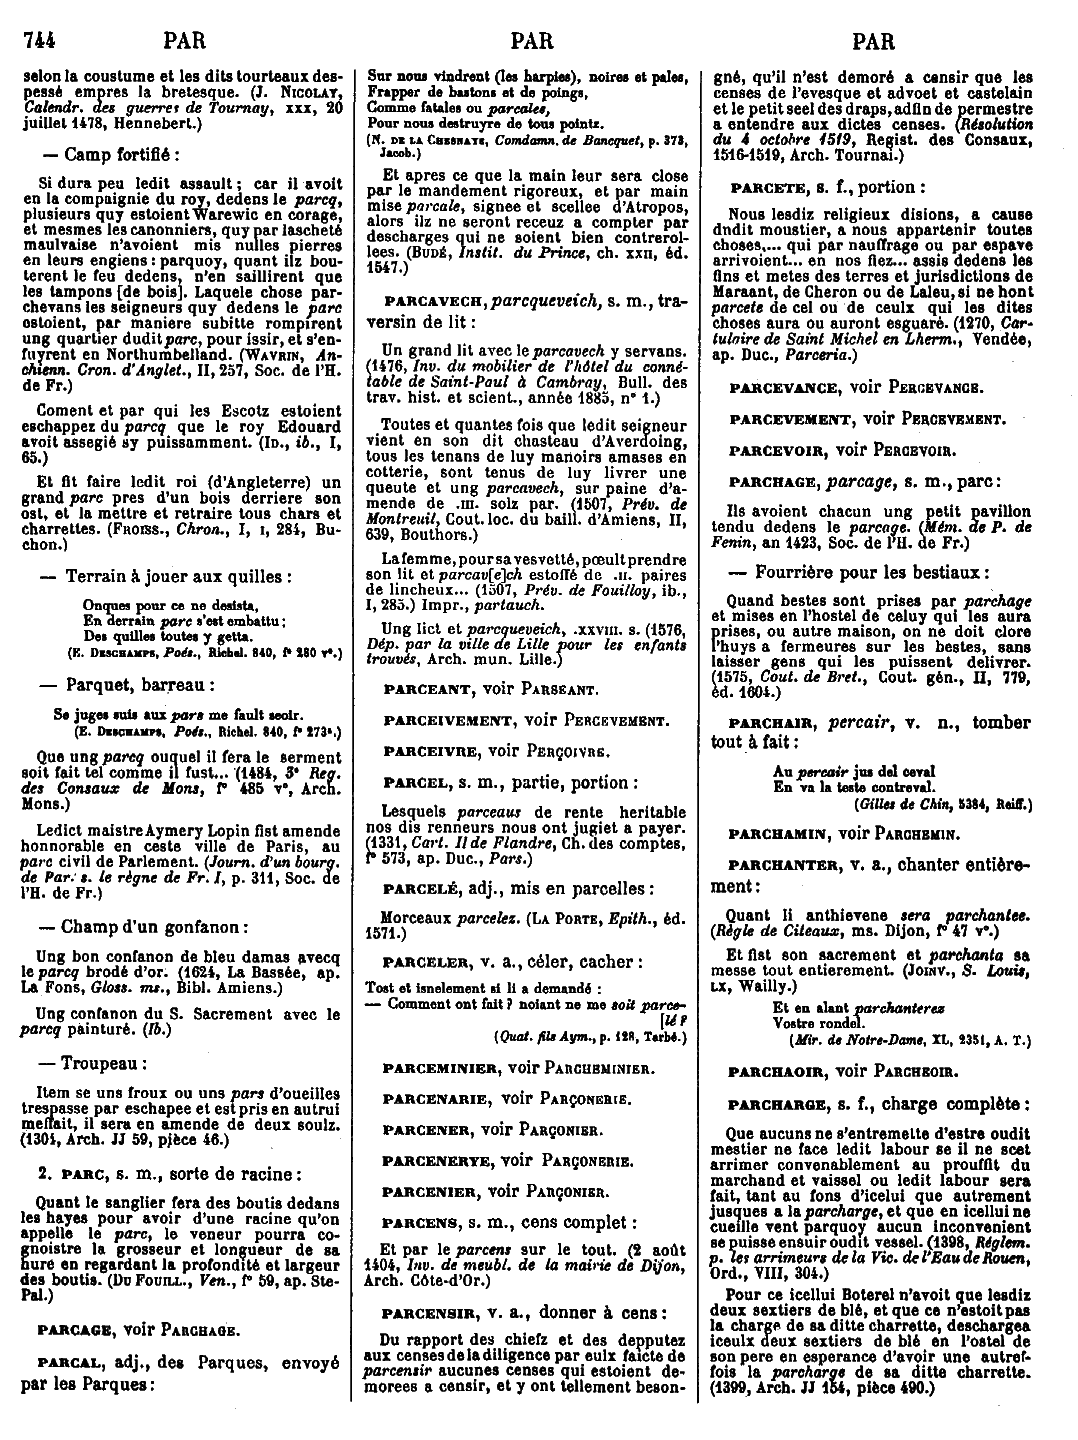 744 PAR PAR PAR
selon la coustume et les dits tourteaux des-
pessé empres la bretesque. (J. NICOLAY,
Calendr. des guerres de Tournay, XXX, 20
juillet 1478, Hennebert.)
— Camp fortifié :
Si dura peu ledit assault ; car il avoit
en la compaignie du roy, dedens le parcq,
plusieurs quy estoient Warewic en corage,
et mesmes les canonniers, quy par lascheté
maulvaise n'avoient mis nulles pierres
en leurs engiens : parquoy, quant ilz bou-
terent le feu dedens, n'en saillirent que
les tampons [de bois]. Laquele chose par-
chevans les seigneurs quy dedens le parc
estoient, par maniere subitte rompirent
ung quartier dudit parc, pour issir, et s'en-
fuyrent en Northumbelland. (WAVRIN, An-
chienn. Cron. d'Anglet., II, 257, Soc. de l'H.
de Fr.)
Coment et par qui les Escotz estoient
eschappez du parcq que le roy Edouard
avoit assegié sy puissamment. (ID., ib., I,
65.)
Et fit faire ledit roi (d'Angleterre) un
grand parc pres d'un bois derriere son
ost, et la mettre et retraire tous chars et
charrettes. (FROISS., Chron., I, I, 284, Bu-
chon.)
— Terrain à jouer aux quilles :
Onques pour ce ne desista,
En derrain parc s'est embattu ;
Des quilles toutes y getta.
(E. DESCHAMPS, Poés., Richel. 840, f° 280 v°.)
— Parquet, barreau :
Se juges suis aux pars me fault seoir.
(E. DESCHAMPS, Poés., Richel. 840, f° 273ª.)
Que ung parcq ouquel il fera le serment
soit fait tel comme il fust... (1484, 3° Reg.
des Consaux de Mons, f° 485 v°, Arch.
Mons.)
Ledict maistre Aymery Lopin fist amende
honnorable en ceste ville de Paris, au
parc civil de Parlement. (Journ. d'un bourg.
de Par. s. le règne de Fr. I, p. 311, Soc. de
l'H. de Fr.)
— Champ d'un gonfanon :
Ung bon confanon de bleu damas avecq
le parcq brodé d'or. (1624, La Bassée, ap.
La Fons, Gloss. ms., Bibl. Amiens.)
Ung confanon du S. Sacrement avec le
parcq painturé. (Ib.)
— Troupeau :
Item se uns froux ou uns pars d'oueilles
trespasse par eschapee et est pris en autrui
meffait, il sera en amende de deux soulz.
(1304, Arch. JJ 59, pièce 46.)
2. PARC, s. m., sorte de racine :
Quant le sanglier fera des boutis dedans
les hayes pour avoir d'une racine qu'on
appelle le parc, le veneur pourra co-
gnoistre la grosseur et longueur de sa
hure en regardant la profondité et largeur
des boutis. (DU FOUILL., Ven., f° 59, ap. Ste-
Pal.)
PARCAGE, voir PARCHAGE.
PARCAL, adj., des Parques, envoyé
par les Parques :
Sur nous vindrent (les harpies), noires et pales,
Frapper de bastons et de poings,
Comme fatales ou parcales,
Pour nous destruyre de tous pointz.
(N. DE LA CHESNAYE, Comdamn. de Bancquet, p. 373,
Jacob.)
Et apres ce que la main leur sera close
par le mandement rigoreux, et par main
mise parcale, signee et scellee d'Atropos,
alors ilz ne seront receuz a compter par
descharges qui ne soient bien contrerol-
lees. (BUDÉ, Instit. du Prince, ch. XXII, éd.
1547.)
PARCAVECH, parcqueveich, s. m., tra-
versin de lit :
Un grand lit avec le parcavech y servans.
(1476, Inv. du mobilier de l'hôtel du conné-
table de Saint-Paul à Cambray, Bull. des
trav. hist. et scient., année 1885, n° 1.)
Toutes et quantes fois que ledit seigneur
vient en son dit chasteau d'Averdoing,
tous les tenans de luy manoirs amases en
cotterie, sont tenus de luy livrer une
queute et ung parcavech, sur paine d'a-
mende de .III. solz par. (1507, Prév. de
Montreuil, Cout. loc. du baill. d'Amiens, II,
639, Bouthors.)
La femme, pour sa vesvetté, pœult prendre
son lit et parcav[e]ch estoffé de .II. paires
de lincheux... (1507, Prév. de Fouilloy, ib.,
I, 285.) Impr., partauch.
Ung lict et parcqueveich, .XXVIII. s. (1576,
Dép. par la ville de Lille pour les enfants
trouvés, Arch. mun. Lille.)
PARCEANT, voir PARSEANT.
PARCEIVEMENT, voir PERCEVEMENT.
PARCEIVRE, voir PERÇOIVRE.
PARCEL, s. m., partie, portion :
Lesquels parceaus de rente heritable
nos dis renneurs nous ont jugiet a payer.
(1331, Cart. II de Flandre, Ch. des comptes,
f° 573, ap. Duc., Pars.)
PARCELÉ, adj., mis en parcelles :
Morceaux parcelez. (LA PORTE, Epith., éd.
1571.)
PARCELER, v. a., céler, cacher :
Tost et isnelement si li a demandé :
— Comment ont fuit ? noiant ne me soit parce-
[lé ?
(Quat. fils Aym., p. 128, Tarbé.)
PARCEMINIER, voir PARCHEMINIER.
PARCENARIE, voir PARÇONERIE.
PARCENER, voir PARÇONIER.
PARCENERYE, voir PARÇONERIE.
PARCENIER, voir PARÇONIER.
PARCENS, s. m., cens complet :
Et par le parcens sur le tout. (2 août
1404, Inv. de meubl. de la mairie de Dijon,
Arch. Côte-d'Or.)
PARCENSIR, v. a., donner à cens :
Du rapport des chiefz et des depputez
aux censes de la diligence par eulx faicte de
parcensir aucunes censes qui estoient de-
morees a censir, et y ont tellement beson-
gné, qu'il n'est demoré a censir que les
censes de l'evesque et advoet et castelain
et le petit seel des draps, adfin de permestre
a entendre aux dictes censes. (Résolution
du 4 octobre 1519, Regist. des Consaux,
1516-1519, Arch. Tournai.)
PARCETE, s. f., portion :
Nous lesdiz religieux disions, a cause
dudit moustier, a nous appartenir toutes
choses,... qui par nauffrage ou par espave
arrivoient... en nos fiez... assis dedens les
fins et metes des terres et jurisdictions de
Maraant, de Cheron ou de Laleu, si ne hont
parcete de cel ou de ceulx qui les dites
choses aura ou auront esguaré. (1270, Car-
tulaire de Saint Michel en Lherm., Vendée,
ap. Duc., Parceria.)
PARCEVANCE, voir PERCEVANCE.
PARCEVEMENT, voir PERCEVEMENT.
PARCEVOIR, voir PERCEVOIR.
PARCHAGE, parcage, s. m., parc :
Ils avoient chacun ung petit pavillon
tendu dedens le parcage. (Mém. de P. de
Fenin, an 1423, Soc. de l'H. de Fr.)
— Fourrière pour les bestiaux :
Quand bestes sont prises par parchage
et mises en l'hostel de celuy qui les aura
prises, ou autre maison, on ne doit clore
l'huys a fermeures sur les bestes, sans
laisser gens qui les puissent delivrer.
(1575, Cout. de Bret., Cout. gén., II, 779,
éd. 1604.)
PARCHAIR, percair, v. n., tomber
tout à fait :
Au percair jus del ceval
En va la teste contreval.
(Gilles de Chin, 5384, Reiff.)
PARCHAMIN, voir PARCHEMIN.
PARCHANTER, v. a., chanter entière-
ment :
Quant li anthievene sera parchantee.
(Règle de Citeaux, ms. Dijon, f° 47 v°.)
Et fist son sacrement et parchanta sa
messe tout entierement. (JOINV., S. Louis,
LX, Wailly.)
Et en alant parchanterez
Vostre rondel.
(Mir. de Notre-Dame, XL, 2351, A. T.)
PARCHAOIR, voir PARCHEOIR.
PARCHARGE, s. f., charge complète :
Que aucuns ne s'entremette d'estre oudit
mestier ne face ledit labour se il ne scet
arrimer convenablement au prouffit du
marchand et vaissel ou ledit labour sera
fait, tant au fons d'icelui que autrement
jusques a la parcharge, et que en icellui ne
cueille vent parquoy aucun inconvenient
se puisse ensuir oudit vessel. (1398, Réglem.
p. les arrimeurs de la Vic. de l'Eau de Rouen,
Ord., VIII, 304.)
Pour ce icellui Boterel n'avoit que lesdiz
deux sextiers de blé, et que ce n'estoit pas
la charge de sa ditte charrette, deschargea
iceulx deux sextiers de blé en l'ostel de
son pere en esperance d'avoir une autref-
fois la parcharge de sa ditte charrette.
(1399, Arch. JJ 154, pièce 490.)